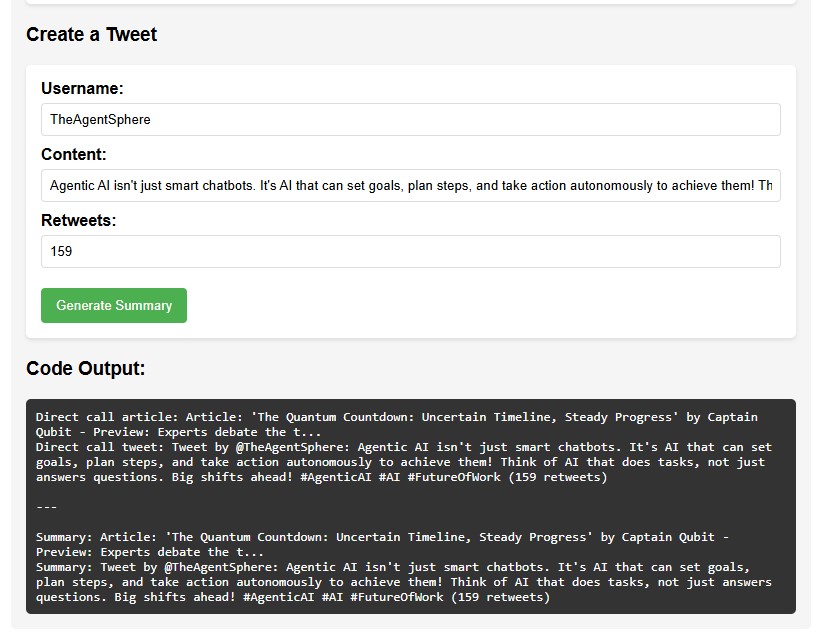 Create a Tweet
Username:
TheAgentSphere
Content:
Agentic AI isn't just smart chatbots. It's AI that can set goals, plan steps, and take action autonomously to achieve them! Th
Retweets:
159
Generate Summary
Code Output:
Direct call article: Article: 'The Quantum Countdown: Uncertain Timeline, Steady Progress' by Captain
Qubit - Preview: Experts debate the t...
Direct call tweet: Tweet by @TheAgentSphere: Agentic AI isn't just smart chatbots. It's AI that can set
goals, plan steps, and take action autonomously to achieve them! Think of AI that does tasks, not just
answers questions. Big shifts ahead! #AgenticAI #AI #FutureOfWork (159 retweets)
---
Summary: Article: 'The Quantum Countdown: Uncertain Timeline, Steady Progress' by Captain Qubit -
Preview: Experts debate the t...
Summary: Tweet by @TheAgentSphere: Agentic AI isn't just smart chatbots. It's AI that can set goals,
plan steps, and take action autonomously to achieve them! Think of AI that does tasks, not just answers
questions. Big shifts ahead! #AgenticAI #AI #FutureOfWork (159 retweets)